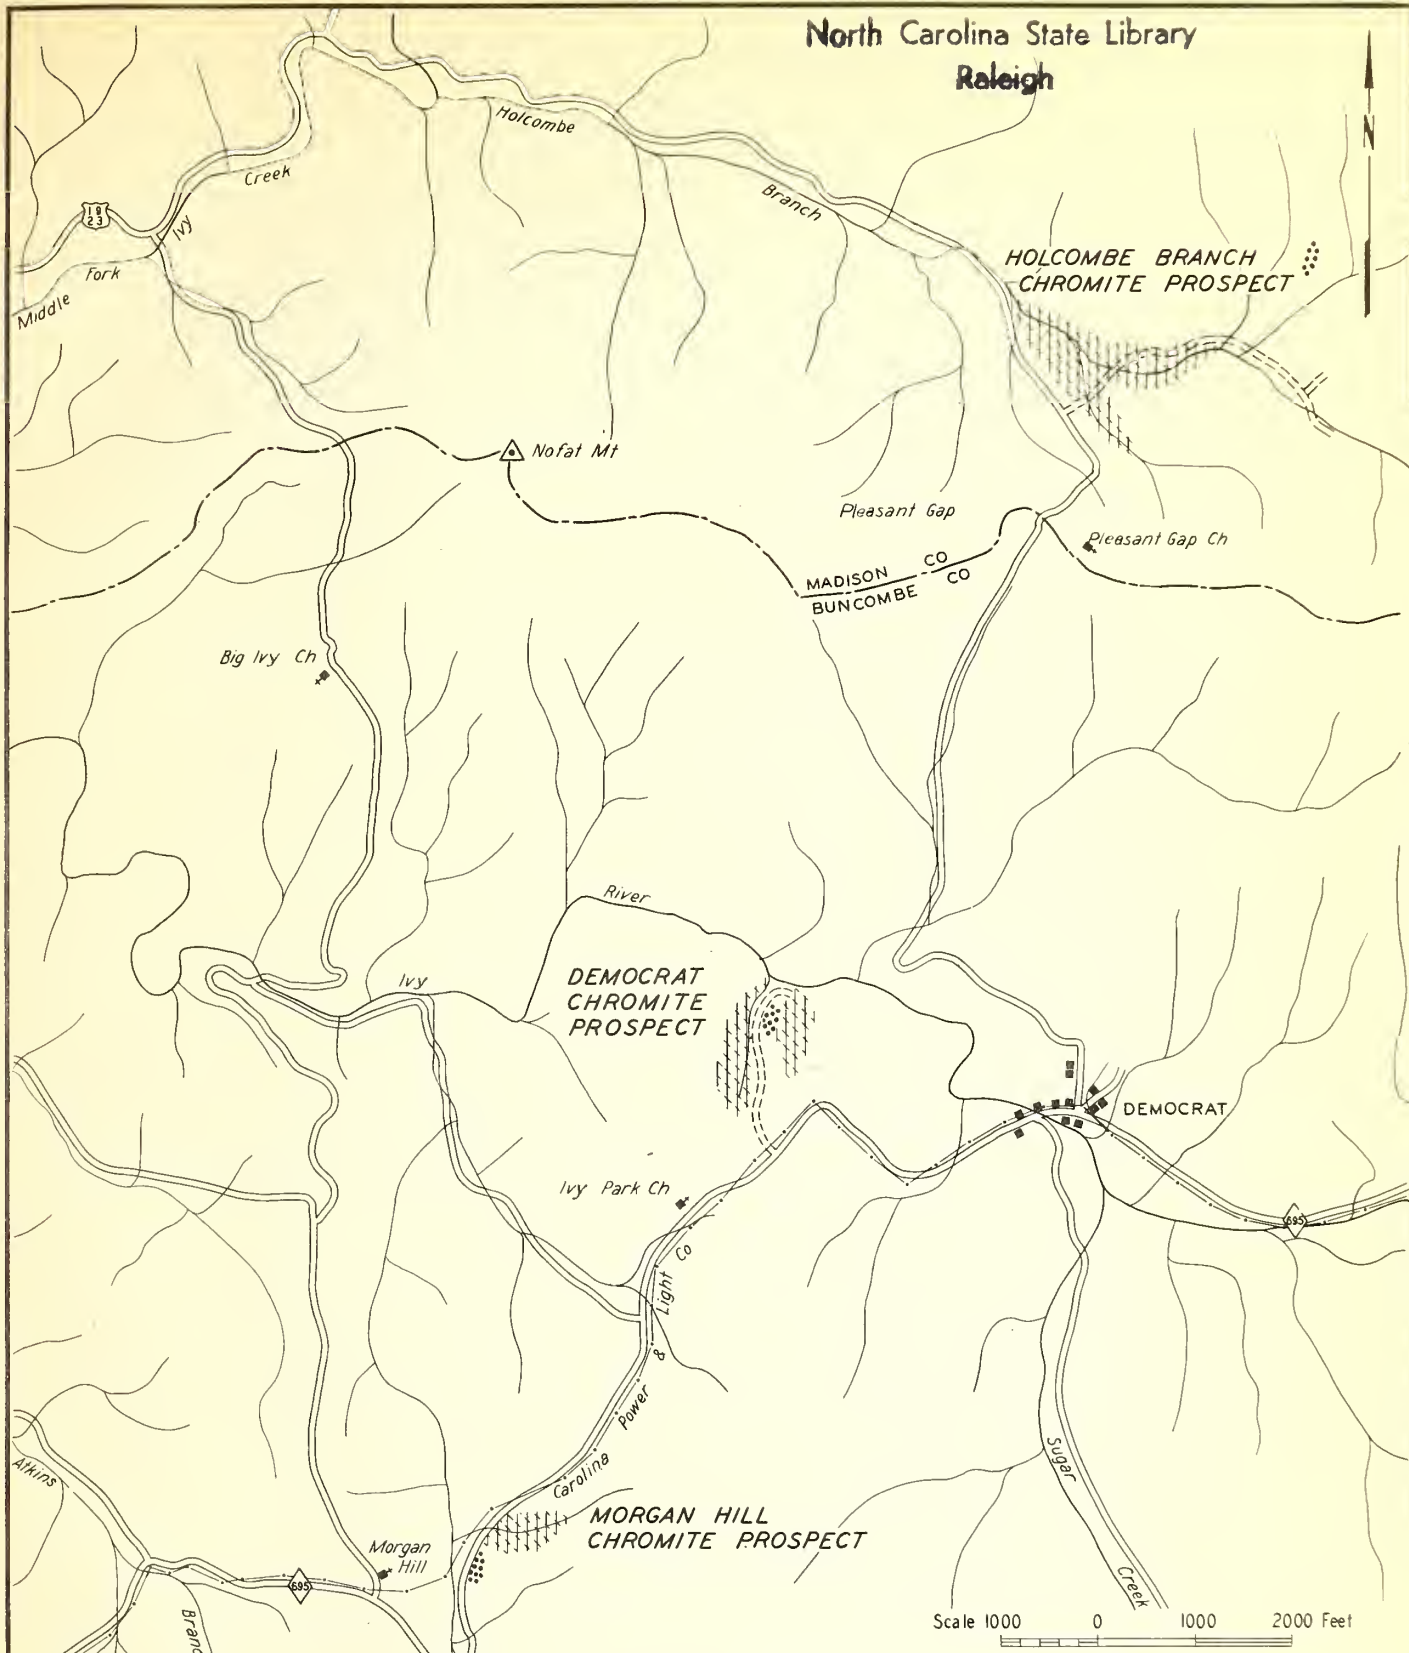 North Carolina State Library
Raleigh
N
Holcombe
Creek
Branch
19
23
Ivy
Fork
Middle
HOLCOMBE BRANCH
CHROMITE PROSPECT
Nofat Mt
Pleasant Gap
Pleasant Gap Ch
MADISON CO
BUNCOMBE CO
Big Ivy Ch
River
Ivy
DEMOCRAT
CHROMITE
PROSPECT
DEMOCRAT
Ivy Park Ch
695
Carolina Power & Light Co
Sugar
Creek
Atkins
MORGAN HILL
CHROMITE PROSPECT
Morgan
Hill
695
Scale 1000 0 1000 2000 Feet